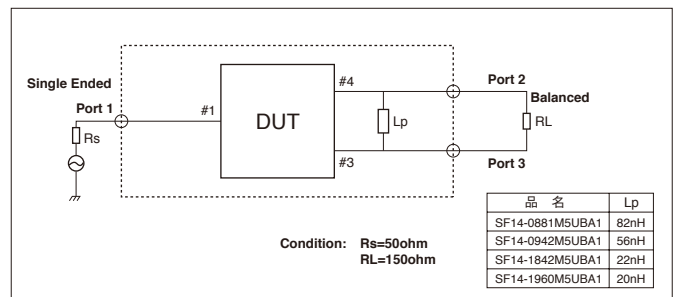 Single Ended
Port 1
#1
Rs
DUT
#4
#3
Lp
Port 2
Balanced
RL
Port 3
Condition: Rs=50ohm
RL=150ohm
品 名 Lp
SF14-0881M5UBA1 82nH
SF14-0942M5UBA1 56nH
SF14-1842M5UBA1 22nH
SF14-1960M5UBA1 20nH